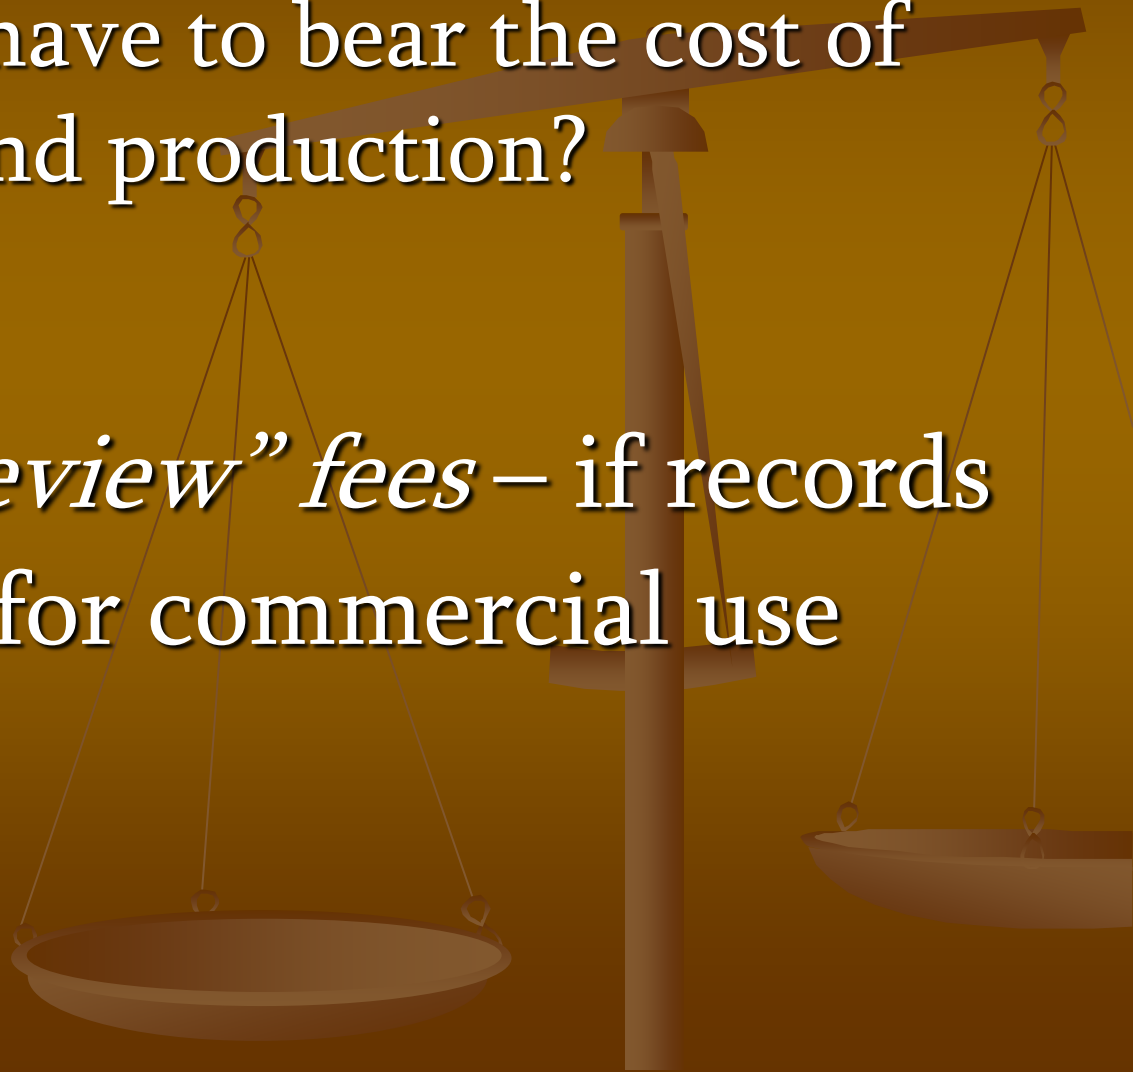 have to bear the cost of
nd production?
eview” fees – if records
for commercial use